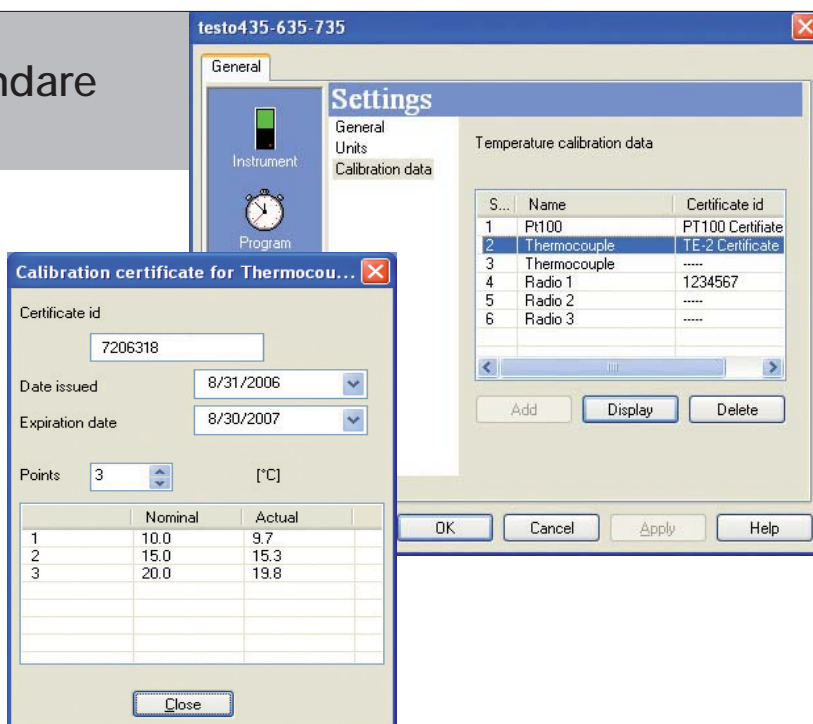 ndare
testo435-635-735
General
Settings
Instrument
Program
General
Units
Calibration data
Temperature calibration data
S... Name Certificate id
1 Pt100 PT100 Certifiate
2 Thermocouple TE-2 Certificate
3 Thermocouple -----
4 Radio 1 1234567
5 Radio 2 -----
6 Radio 3 -----
Add Display Delete
OK Cancel Apply Help
Calibration certificate for Thermocou...
Certificate id
7206318
Date issued 8/31/2006
Expiration date 8/30/2007
Points 3 [°C]
Nominal Actual
1 10.0 9.7
2 15.0 15.3
3 20.0 19.8
Close